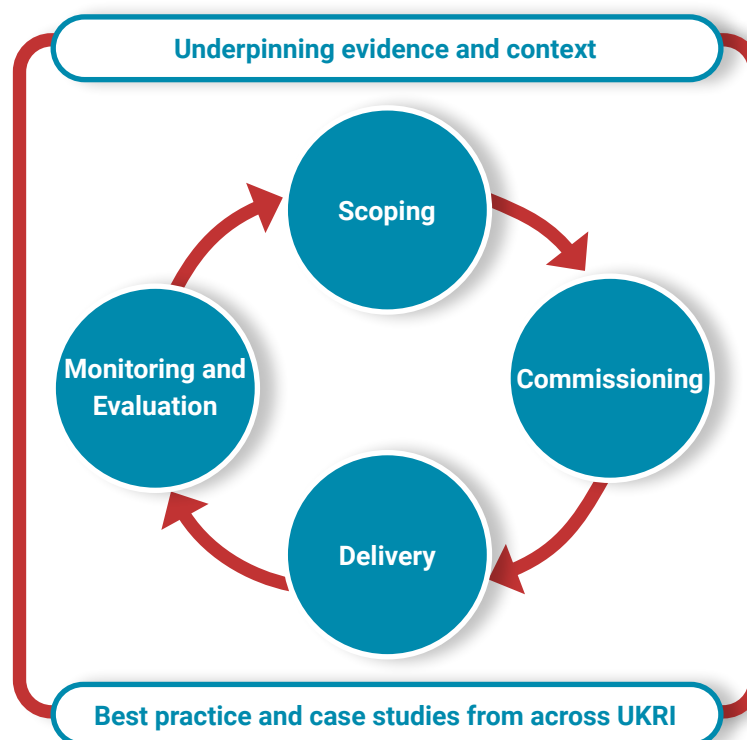 Underpinning evidence and context
Scoping
Commissioning
Monitoring and
Evaluation
Delivery
Best practice and case studies from across UKRI